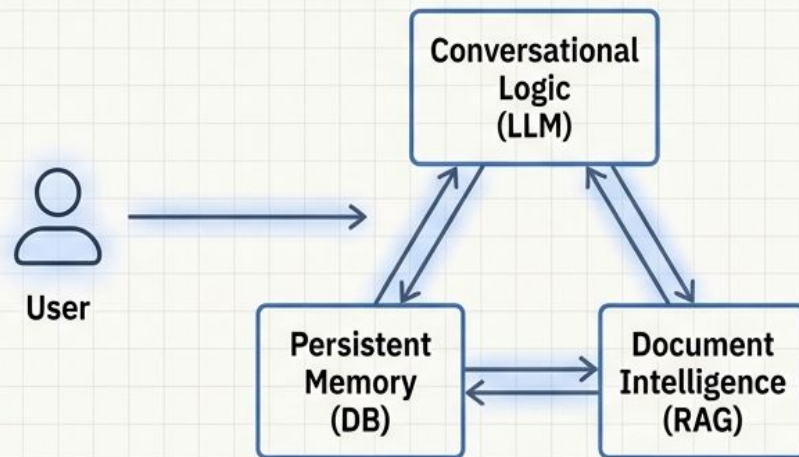 Conversational
Logic
(LLM)
User
Persistent
Memory
(DB)
Document
Intelligence
(RAG)